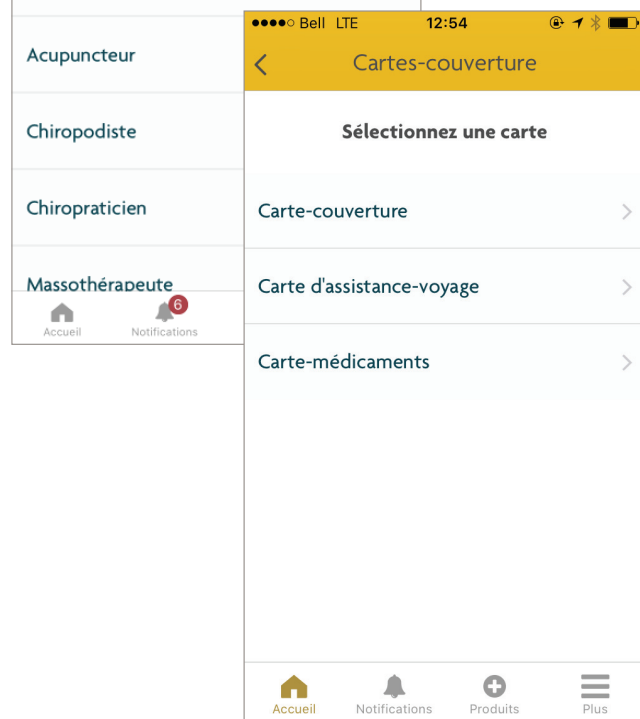 Acupuncteur
Chiropodiste
Chiropraticien
Massothérapeute
6
Accueil Notifications
Bell LTE 12:54
Cartes-couverture
Sélectionnez une carte
Carte-couverture
Carte d'assistance-voyage
Carte-médicaments
Accueil Notifications Produits Plus